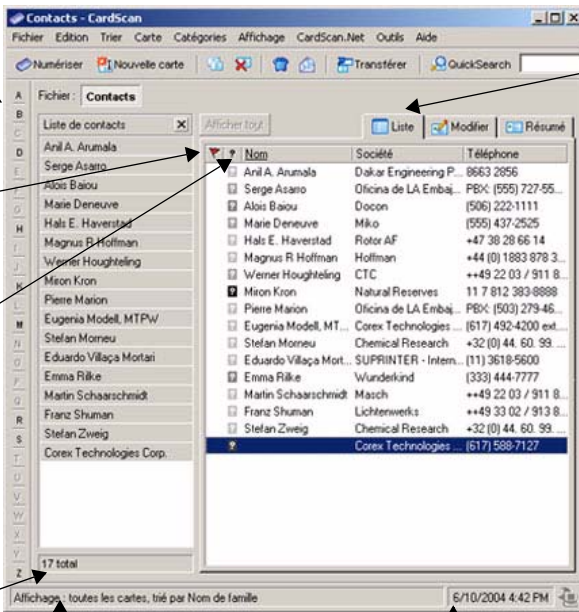 Contacts - CardScan
Fichier Edition Trier Carte Catégories Affichage CardScan.Net Outils Aide
Numériser Nouvelle carte Transférer QuickSearch
Fichier : Contacts
Liste de contacts Afficher tout Liste Modifier Résumé
A
B
C
D
E
F
G
H
I
J
K
L
M
N
O
P
Q
R
S
T
U
V
W
X
Y
Z
Anil A. Arumala
Serge Asarro
Alois Baiou
Marie Deneuve
Hals E. Haverstad
Magnus R Hoffman
Werner Houghteling
Miron Kron
Pierre Marion
Eugenia Modell, MTPW
Stefan Morneu
Eduardo Villaça Mortari
Emma Rilke
Martin Schaarschmidt
Franz Shuman
Stefan Zweig
Corex Technologies Corp.
17 total
? Nom Société Téléphone
Anil A. Arumala Dakar Engineering P... 8663 2856
Serge Asarro Oficina de LA Embaj... PBX: (555) 727-55...
Alois Baiou Docon (506) 222-1111
Marie Deneuve Miko (555) 437-2525
Hals E. Haverstad Rotor AF +47 38 28 66 14
Magnus R Hoffman Hoffman +44 (0) 1883 878 3...
Werner Houghteling CTC ++49 22 03 / 911 8...
Miron Kron Natural Reserves 11 7 812 383-8888
Pierre Marion Oficina de LA Embaj... PBX: (503) 279-46...
Eugenia Modell, MT... Corex Technologies ... (617) 492-4200 ext....
Stefan Morneu Chemical Research +32 (0) 44. 60. 99. ...
Eduardo Villaça Mort... SUPRINTER - Intern... (11) 3618-5600
Emma Rilke Wunderkind (333) 444-7777
Martin Schaarschmidt Masch ++49 22 03 / 911 8...
Franz Shuman Lichterwerks ++49 33 02 / 913 8...
Stefan Zweig Chemical Research +32 (0) 44. 60. 99. ...
Corex Technologies ... (617) 588-7127
Affichage : toutes les cartes, trié par Nom de famille 6/10/2004 4:42 PM